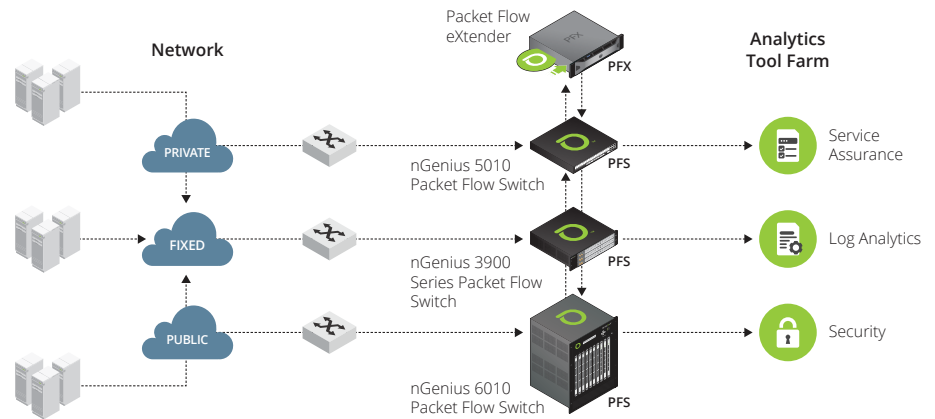 Packet Flow
eXtender
PFX
PFX
Network
Analytics
Tool Farm
PRIVATE
nGenius 5010
Packet Flow Switch
PFS
Service
Assurance
FIXED
nGenius 3900
Series Packet Flow
Switch
PFS
Log Analytics
PUBLIC
nGenius 6010
Packet Flow Switch
PFS
Security